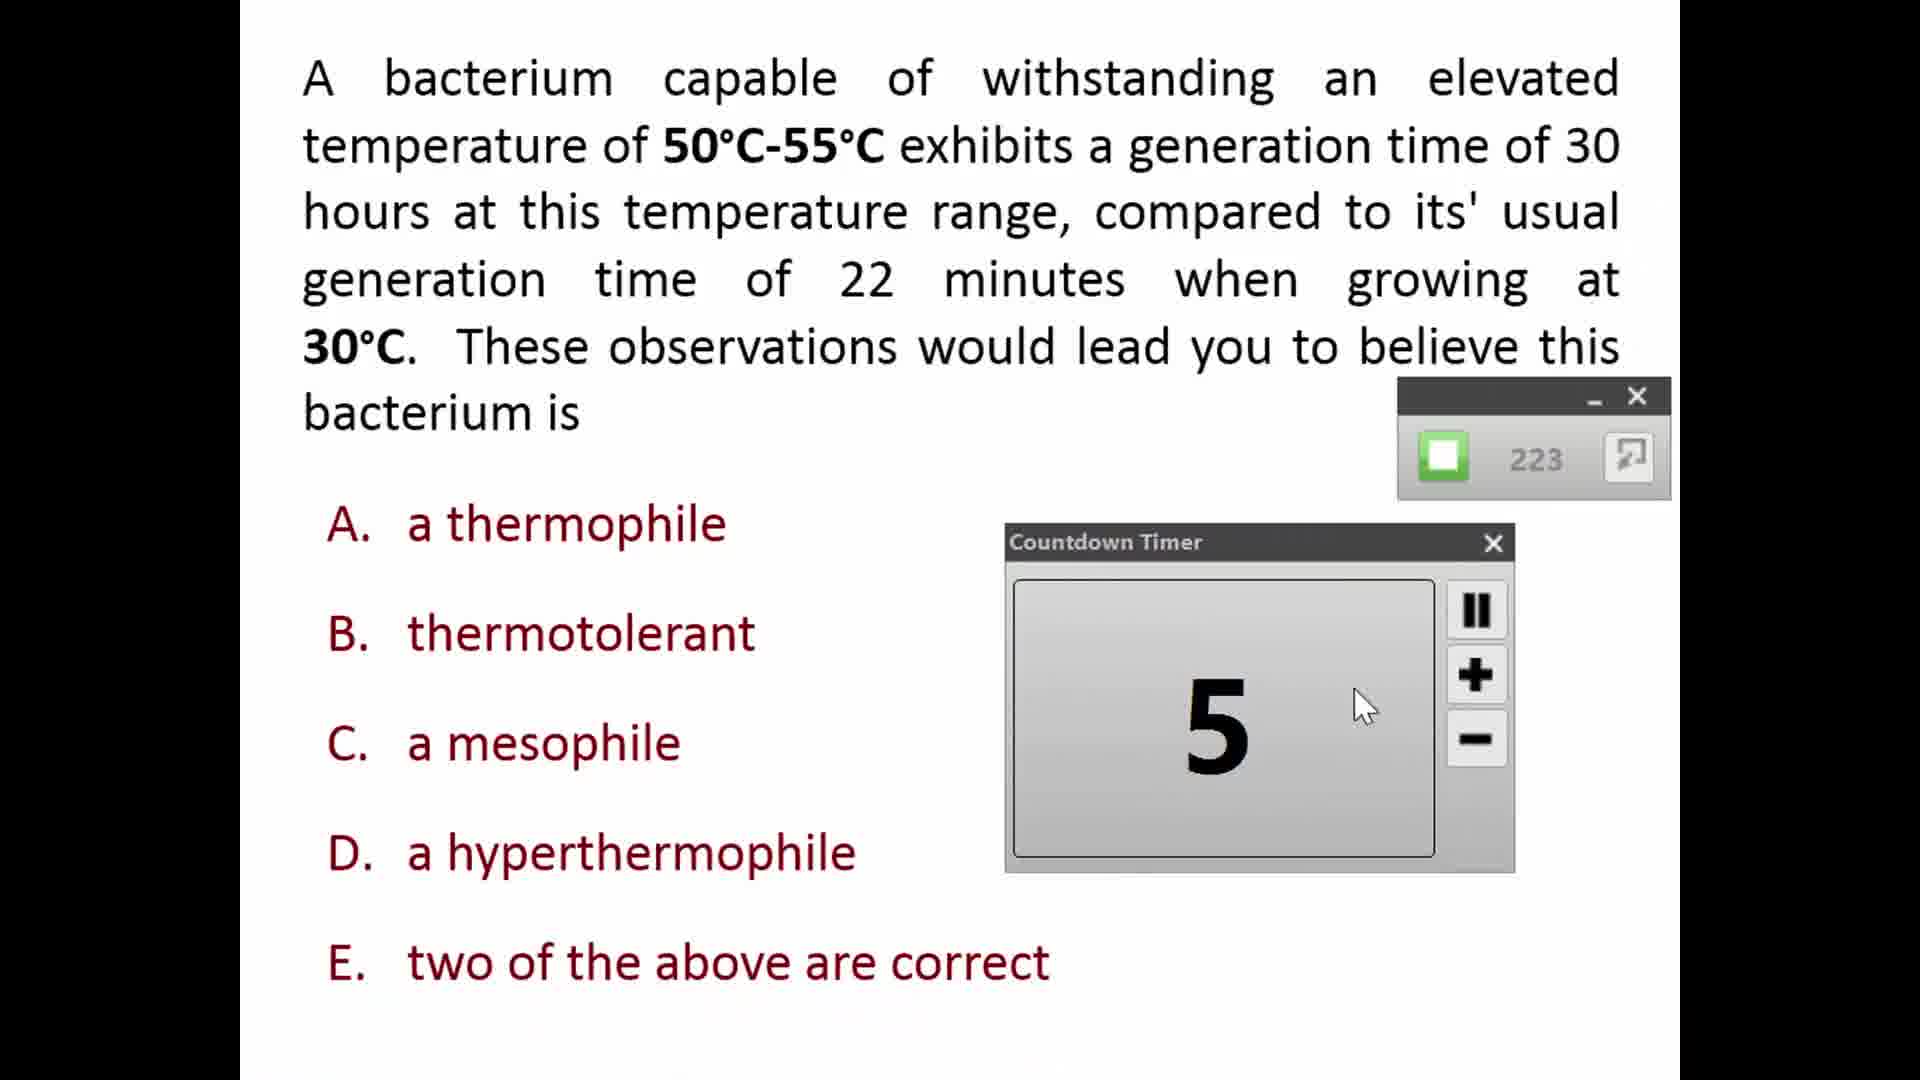 A bacterium capable of withstanding an elevated
temperature of 50°C-55°C exhibits a generation time of 30
hours at this temperature range, compared to its' usual
generation time of 22 minutes when growing at
30°C. These observations would lead you to believe this
bacterium is
223
A. a thermophile
Countdown Timer
B. thermotolerant
5
C. a mesophile
D. a hyperthermophile
E. two of the above are correct